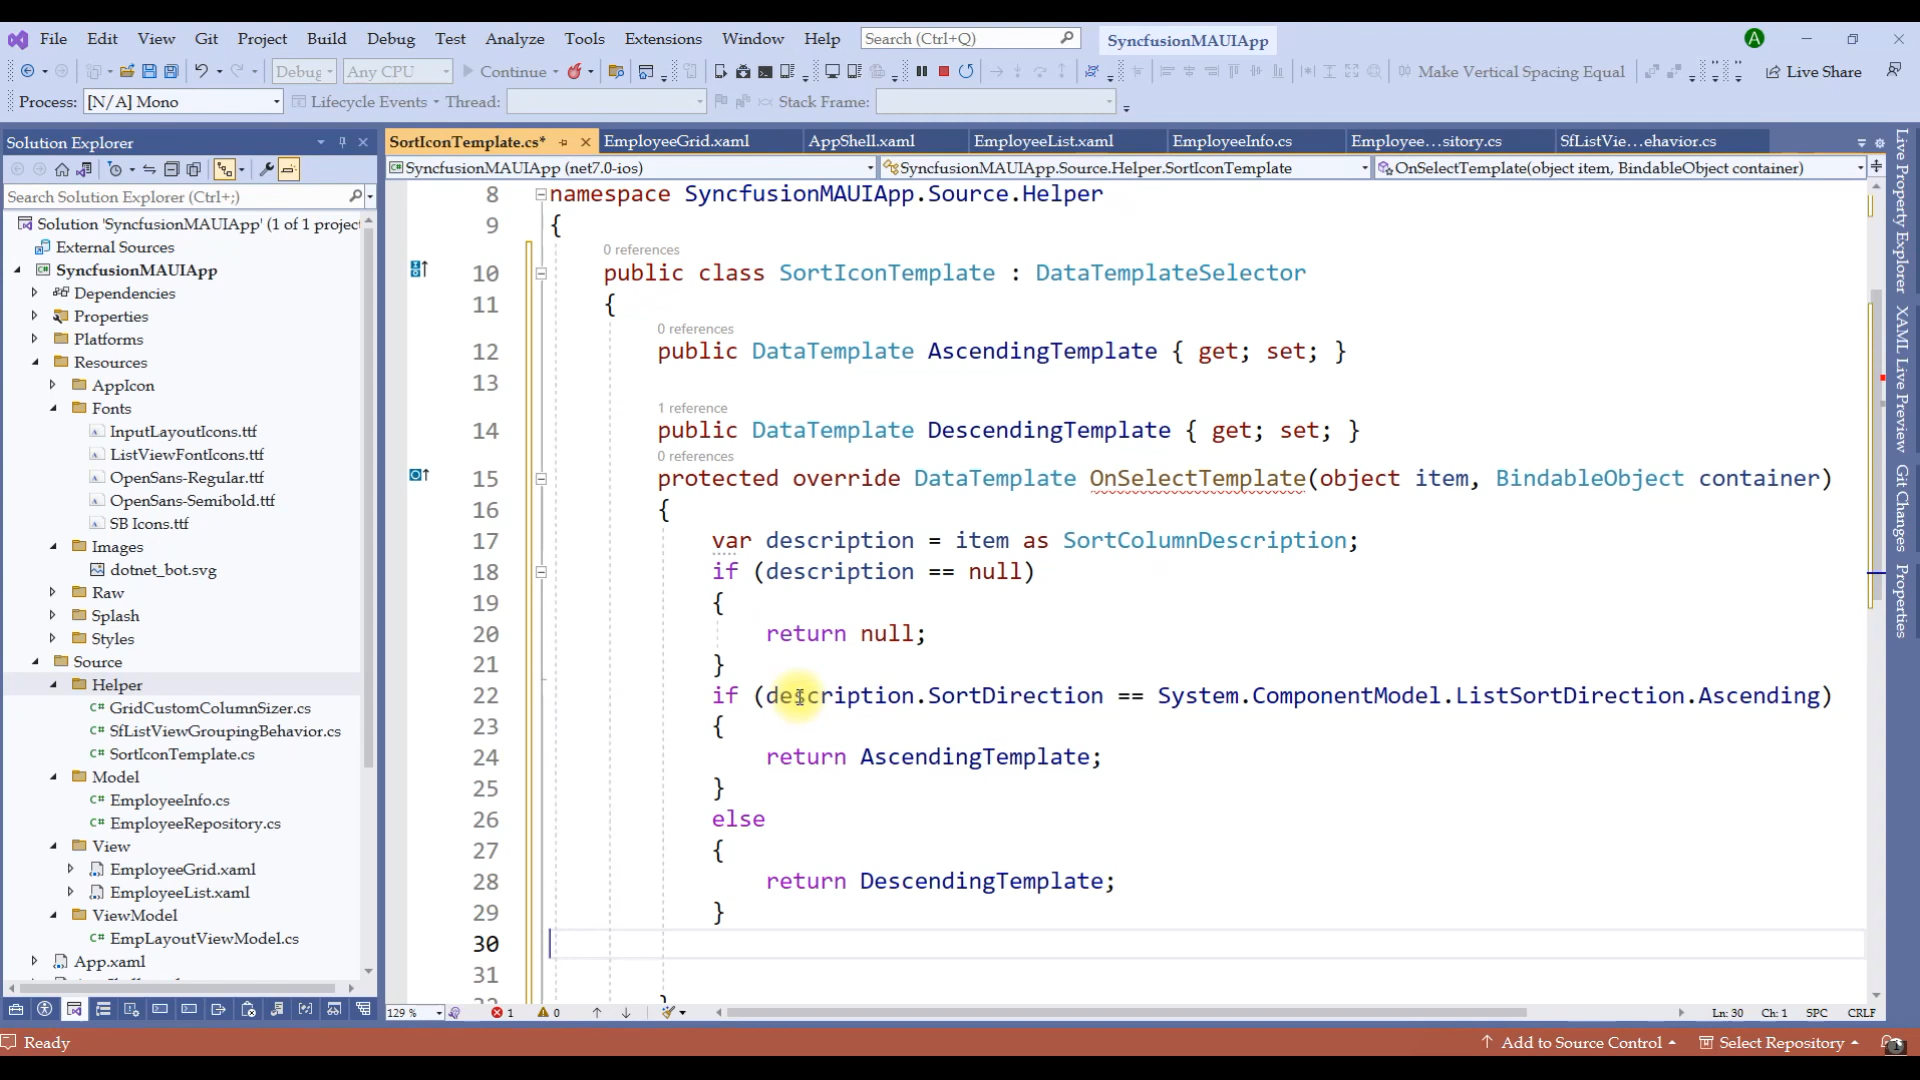 File Edit View Git Project Build Debug Test Analyze Tools Extensions Window Help Search (Ctrl+Q) SyncfusionMAUIApp A
Debug Any CPU Continue Make Vertical Spacing Equal Live Share
Process: [N/A] Mono Lifecycle Events Thread: Stack Frame:
Solution Explorer
Search Solution Explorer (Ctrl+;)
Solution 'SyncfusionMAUIApp' (1 of 1 project
External Sources
SyncfusionMAUIApp
Dependencies
Properties
Platforms
Resources
AppIcon
Fonts
InputLayoutIcons.ttf
ListViewFontIcons.ttf
OpenSans-Regular.ttf
OpenSans-Semibold.ttf
SB Icons.ttf
Images
dotnet_bot.svg
Raw
Splash
Styles
Source
Helper
GridCustomColumnSizer.cs
SfListViewGroupingBehavior.cs
SortIconTemplate.cs
Model
EmployeeInfo.cs
EmployeeRepository.cs
View
EmployeeGrid.xaml
EmployeeList.xaml
ViewModel
EmpLayoutViewModel.cs
App.xaml
SortIconTemplate.cs* EmployeeGrid.xaml AppShell.xaml EmployeeList.xaml EmployeeInfo.cs Employee...sitory.cs SfListVie...ehavior.cs
SyncfusionMAUIApp (net7.0-ios) SyncfusionMAUIApp.Source.Helper.SortIconTemplate OnSelectTemplate(object item, BindableObject container)
8 namespace SyncfusionMAUIApp.Source.Helper
9 {
0 references
10 public class SortIconTemplate : DataTemplateSelector
11 {
0 references
12 public DataTemplate AscendingTemplate { get; set; }
13
1 reference
14 public DataTemplate DescendingTemplate { get; set; }
0 references
15 protected override DataTemplate OnSelectTemplate(object item, BindableObject container)
16 {
17 var description = item as SortColumnDescription;
18 if (description == null)
19 {
20 return null;
21 }
22 if (description.SortDirection == System.ComponentModel.ListSortDirection.Ascending)
23 {
24 return AscendingTemplate;
25 }
26 else
27 {
28 return DescendingTemplate;
29 }
30
31
129 % 1 0 Ln: 30 Ch: 1 SPC CRLF
Live Property Explorer
XAML Live Preview
Git Changes
Properties
Ready Add to Source Control Select Repository 1